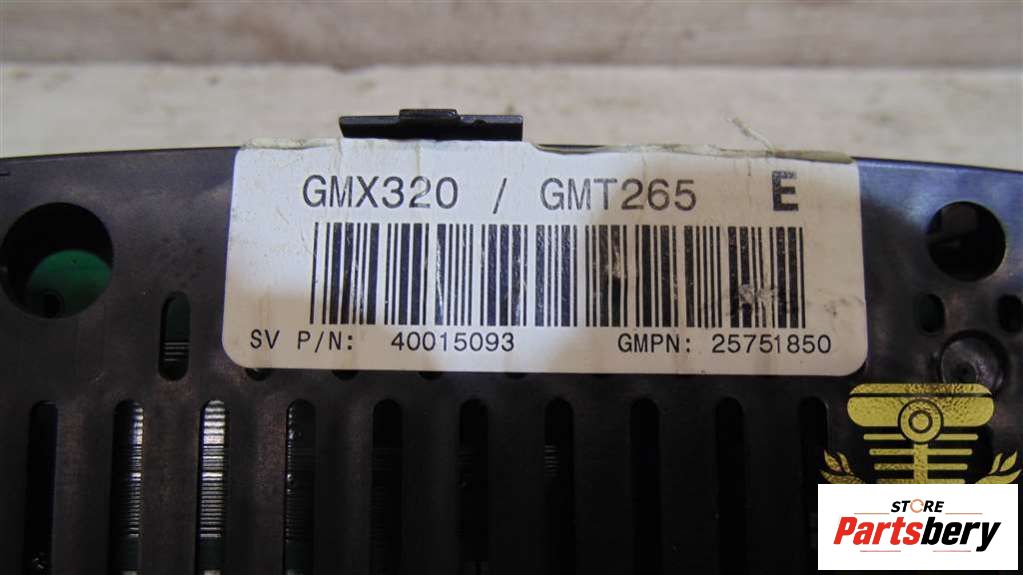 GMX320 / GMT265 E
SV P/N: 40015093 GMPN: 25751850
STORE
Partsbery